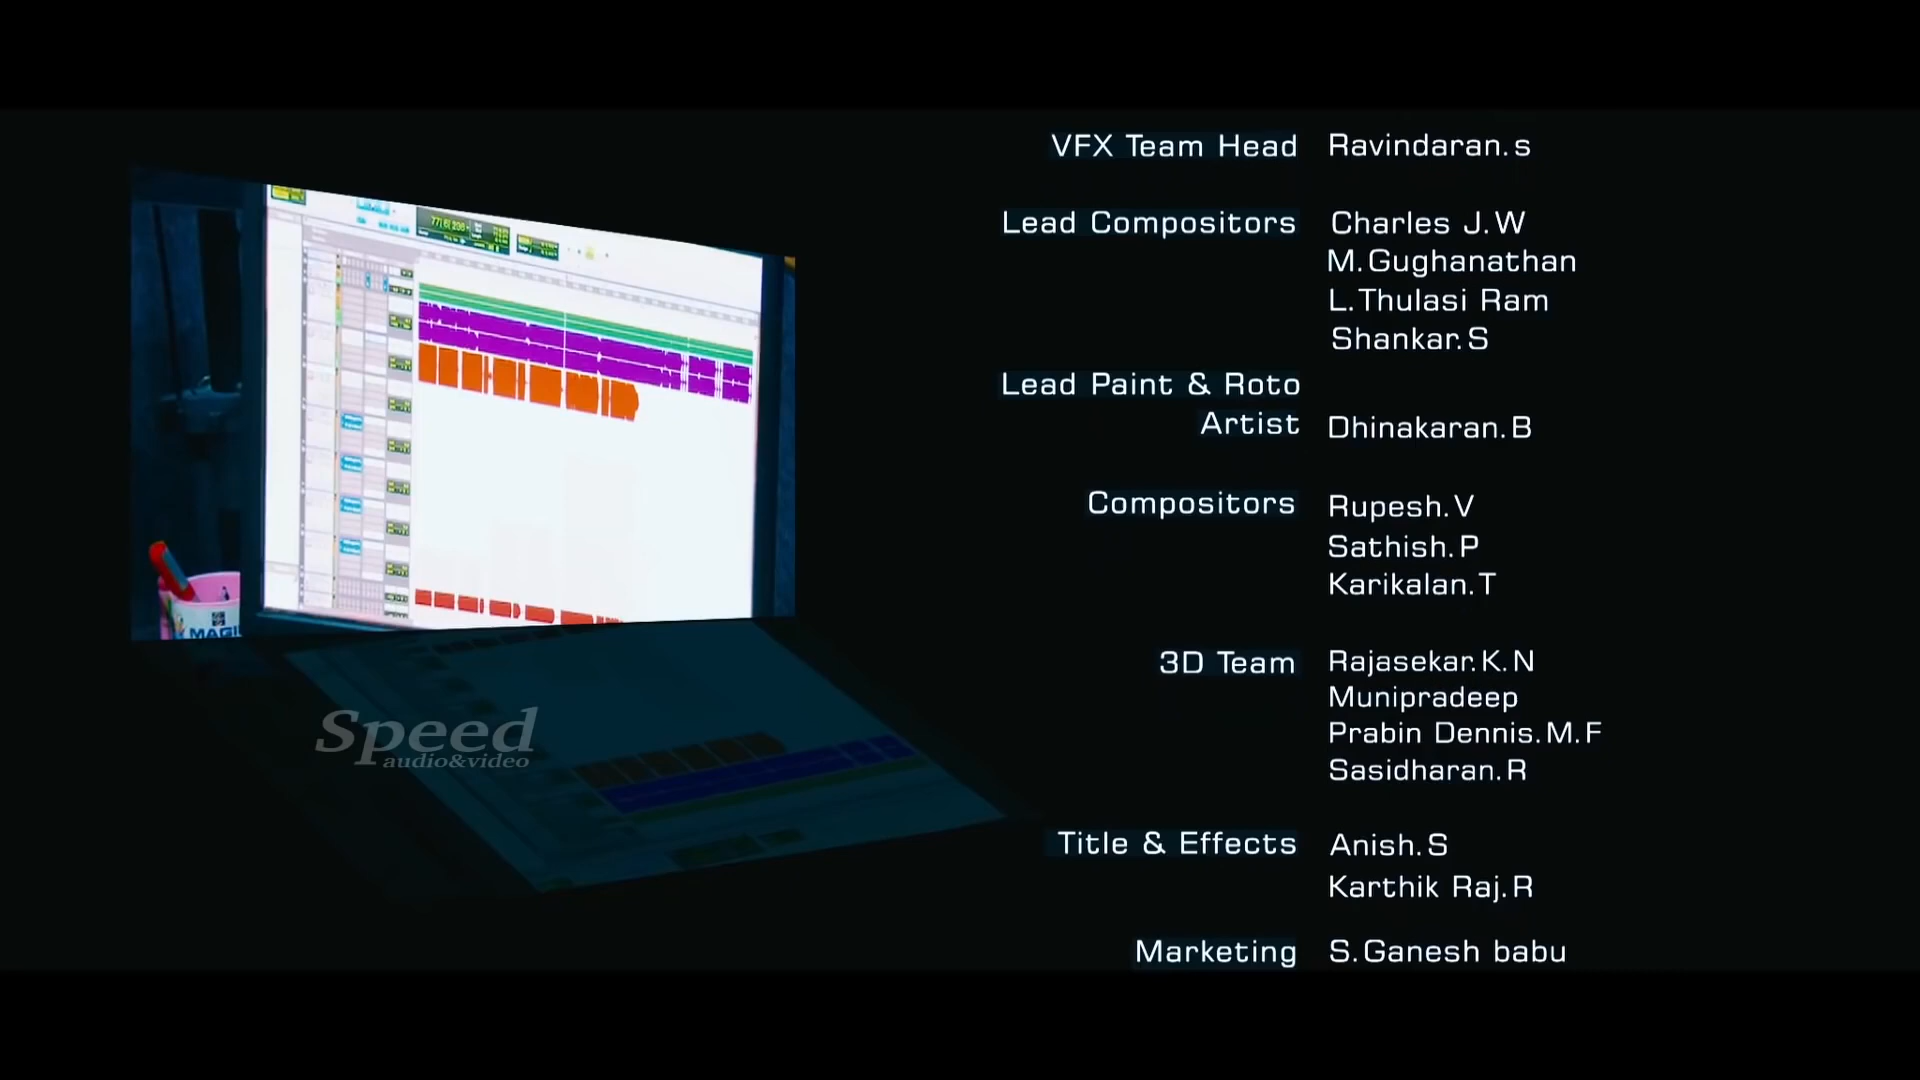 VFX Team Head Ravindaran.s
Lead Compositors Charles J.W
M.Gughanathan
L.Thulasi Ram
Shankar.S
Lead Paint & Roto
Artist Dhinakaran.B
Compositors Rupesh.V
Sathish.P
Karikalan.T
3D Team Rajasekar.K.N
Munipradeep
Prabin Dennis.M.F
Sasidharan.R
Title & Effects Anish.S
Karthik Raj.R
Marketing S.Ganesh babu
Speed
audio&video